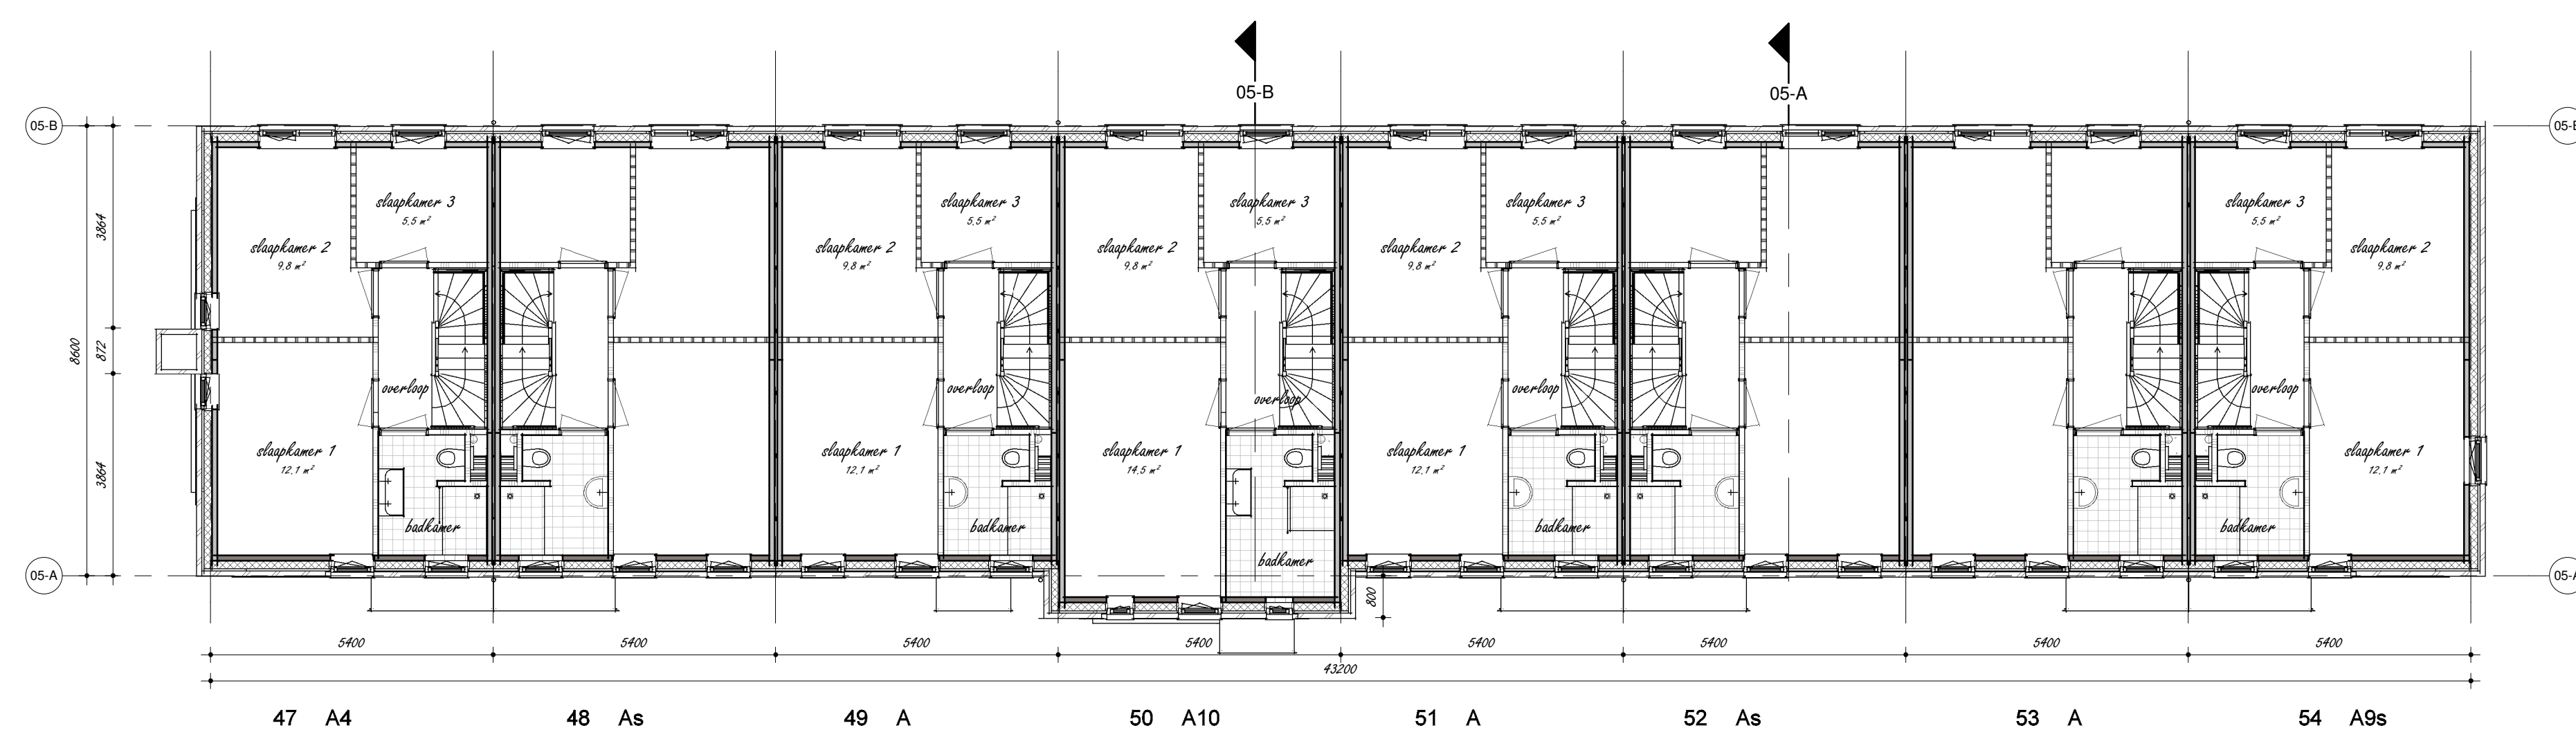 05-B 05-A
05-B
05-A
3864
872
3864
8600
slaapkamer 3
5,5 m²
slaapkamer 2
9,8 m²
overloop
slaapkamer 1
12,1 m²
badkamer
slaapkamer 3
5,5 m²
slaapkamer 2
9,8 m²
overloop
slaapkamer 1
12,1 m²
badkamer
slaapkamer 3
5,5 m²
slaapkamer 2
9,8 m²
overloop
slaapkamer 1
14,5 m²
badkamer
slaapkamer 3
5,5 m²
slaapkamer 2
9,8 m²
overloop
slaapkamer 1
12,1 m²
badkamer
slaapkamer 3
5,5 m²
slaapkamer 2
9,8 m²
overloop
slaapkamer 1
12,1 m²
badkamer
800
5400 5400 5400 5400 5400 5400 5400 5400
43200
47 A4 48 As 49 A 50 A10 51 A 52 As 53 A 54 A9s